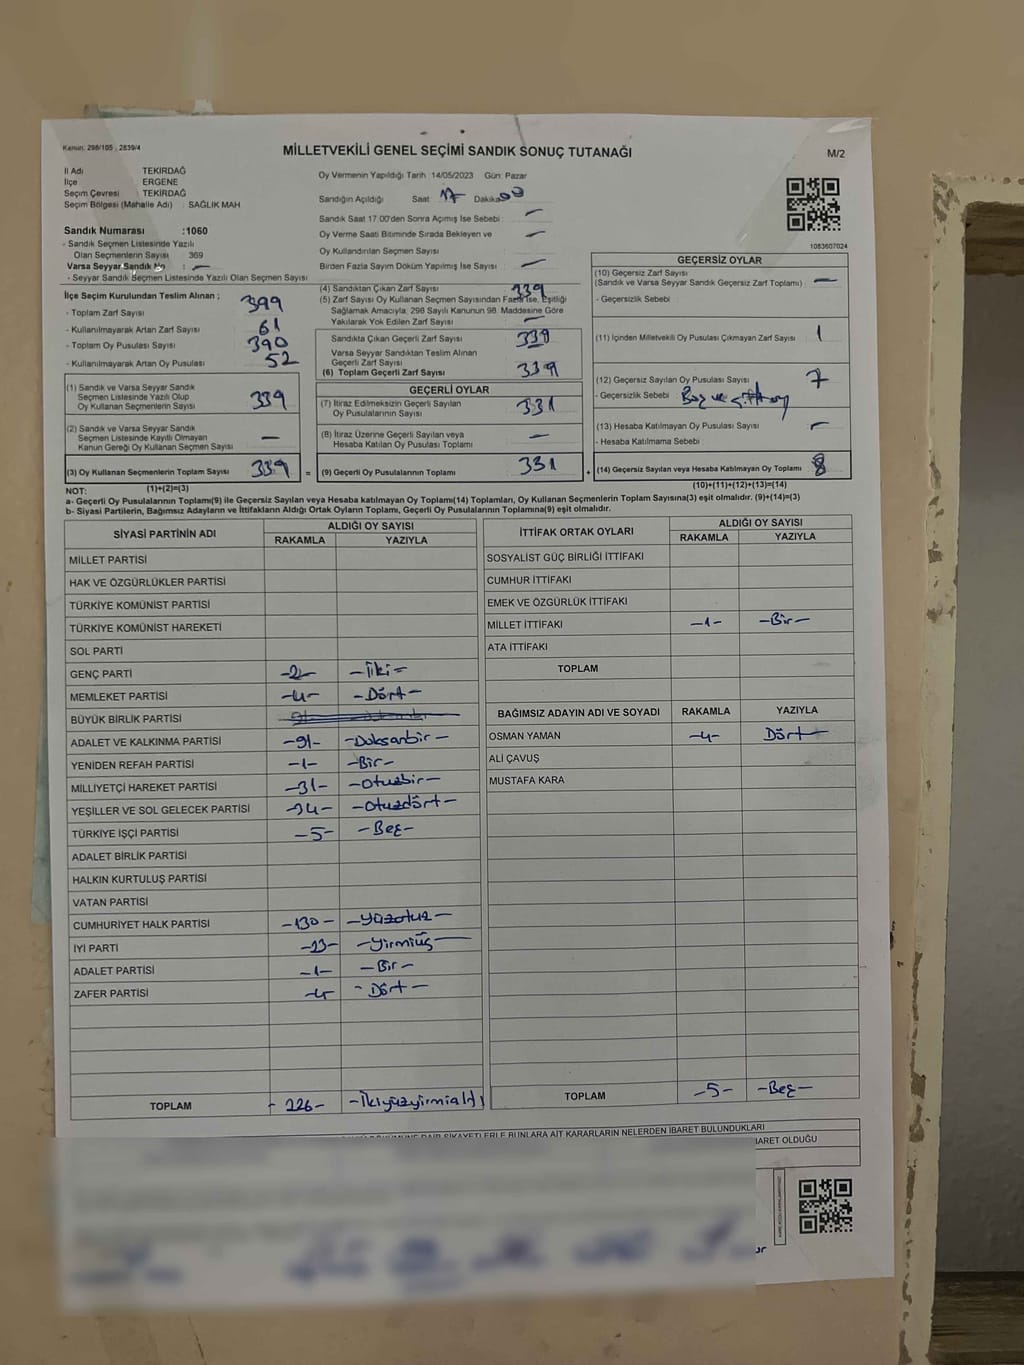 Kanun: 298/105 , 2839/4
MİLLETVEKİLİ GENEL SEÇİMİ SANDIK SONUÇ TUTANAĞI
M/2
İl Adı : TEKİRDAĞ
İlçe : ERGENE
Seçim Çevresi : TEKİRDAĞ
Seçim Bölgesi (Mahalle Adı) : SAĞLIK MAH
Sandık Numarası :1060
- Sandık Seçmen Listesinde Yazılı
Olan Seçmenlerin Sayısı 369
Varsa Seyyar Sandık No : —
- Seyyar Sandık Seçmen Listesinde Yazılı Olan Seçmen Sayısı
Oy Vermenin Yapıldığı Tarih :14/05/2023 Gün: Pazar
Sandığın Açıldığı Saat 17 Dakika 00
Sandık Saat 17.00'den Sonra Açılmış İse Sebebi : —
Oy Verme Saati Bitiminde Sırada Bekleyen ve —
Oy Kullandırılan Seçmen Sayısı
Birden Fazla Sayım Döküm Yapılmış İse Sayısı —
1083607024
İlçe Seçim Kurulundan Teslim Alınan ;
- Toplam Zarf Sayısı 399
- Kullanılmayarak Artan Zarf Sayısı 61
- Toplam Oy Pusulası Sayısı 390
- Kullanılmayarak Artan Oy Pusulası 52
(4) Sandıktan Çıkan Zarf Sayısı 339
(5) Zarf Sayısı Oy Kullanan Seçmen Sayısından Fazla İse, Eşitliği
Sağlamak Amacıyla, 298 Sayılı Kanunun 98. Maddesine Göre
Yakılarak Yok Edilen Zarf Sayısı —
Sandıkta Çıkan Geçerli Zarf Sayısı 339
Varsa Seyyar Sandıktan Teslim Alınan
Geçerli Zarf Sayısı
(6) Toplam Geçerli Zarf Sayısı 339
GEÇERSİZ OYLAR
(10) Geçersiz Zarf Sayısı
(Sandık ve Varsa Seyyar Sandık Geçersiz Zarf Toplamı) : —
- Geçersizlik Sebebi :
(11) İçinden Milletvekili Oy Pusulası Çıkmayan Zarf Sayısı 1
(12) Geçersiz Sayılan Oy Pusulası Sayısı 7
- Geçersizlik Sebebi Boş ve
(13) Hesaba Katılmayan Oy Pusulası Sayısı —
- Hesaba Katılmama Sebebi :
(14) Geçersiz Sayılan veya Hesaba Katılmayan Oy Toplamı 8
(10)+(11)+(12)+(13)=(14)
(1) Sandık ve Varsa Seyyar Sandık
Seçmen Listesinde Yazılı Olup
Oy Kullanan Seçmenlerin Sayısı 339
(2) Sandık ve Varsa Seyyar Sandık
Seçmen Listesinde Kayıtlı Olmayan
Kanun Gereği Oy Kullanan Seçmen Sayısı —
(3) Oy Kullanan Seçmenlerin Toplam Sayısı 339 =
(1)+(2)=(3)
GEÇERLİ OYLAR
(7) İtiraz Edilmeksizin Geçerli Sayılan
Oy Pusulalarının Sayısı 331
(8) İtiraz Üzerine Geçerli Sayılan veya
Hesaba Katılan Oy Pusulası Toplamı —
(9) Geçerli Oy Pusulalarının Toplamı 331 +
NOT:
a- Geçerli Oy Pusulalarının Toplamı(9) ile Geçersiz Sayılan veya Hesaba Katılmayan Oy Toplamı(14) Toplamları, Oy Kullanan Seçmenlerin Toplam Sayısına(3) eşit olmalıdır. (9)+(14)=(3)
b- Siyasi Partilerin, Bağımsız Adayların ve İttifakların Aldığı Ortak Oyların Toplamı, Geçerli Oy Pusulalarının Toplamına(9) eşit olmalıdır.
SİYASİ PARTİNİN ADI ALDIĞI OY SAYISI
RAKAMLA YAZIYLA
MİLLET PARTİSİ
HAK VE ÖZGÜRLÜKLER PARTİSİ
TÜRKİYE KOMÜNİST PARTİSİ
TÜRKİYE KOMÜNİST HAREKETİ
SOL PARTİ
GENÇ PARTİ -2- -İki-
MEMLEKET PARTİSİ -4- -Dört-
BÜYÜK BİRLİK PARTİSİ
ADALET VE KALKINMA PARTİSİ -91- -Doksanbir-
YENİDEN REFAH PARTİSİ -1- -Bir-
MİLLİYETÇİ HAREKET PARTİSİ -31- -Otuzbir-
YEŞİLLER VE SOL GELECEK PARTİSİ -34- -Otuzdört-
TÜRKİYE İŞÇİ PARTİSİ -5- -Beş-
ADALET BİRLİK PARTİSİ
HALKIN KURTULUŞ PARTİSİ
VATAN PARTİSİ
CUMHURİYET HALK PARTİSİ -130- -Yüzotuz-
İYİ PARTİ -23- -Yirmiüç-
ADALET PARTİSİ -1- -Bir-
ZAFER PARTİSİ -4- -Dört-
TOPLAM -226- -İkiyüzyirmialtı
İTTİFAK ORTAK OYLARI ALDIĞI OY SAYISI
RAKAMLA YAZIYLA
SOSYALİST GÜÇ BİRLİĞİ İTTİFAKI
CUMHUR İTTİFAKI
EMEK VE ÖZGÜRLÜK İTTİFAKI
MİLLET İTTİFAKI -1- -Bir-
ATA İTTİFAKI
TOPLAM
BAĞIMSIZ ADAYIN ADI VE SOYADI RAKAMLA YAZIYLA
OSMAN YAMAN -4- Dört-
ALİ ÇAVUŞ
MUSTAFA KARA
TOPLAM -5- -Beş-
ŞİKAYETLERLE BUNLARA AİT KARARLARIN NELERDEN İBARET BULUNDUKLARI
İBARET OLDUĞU